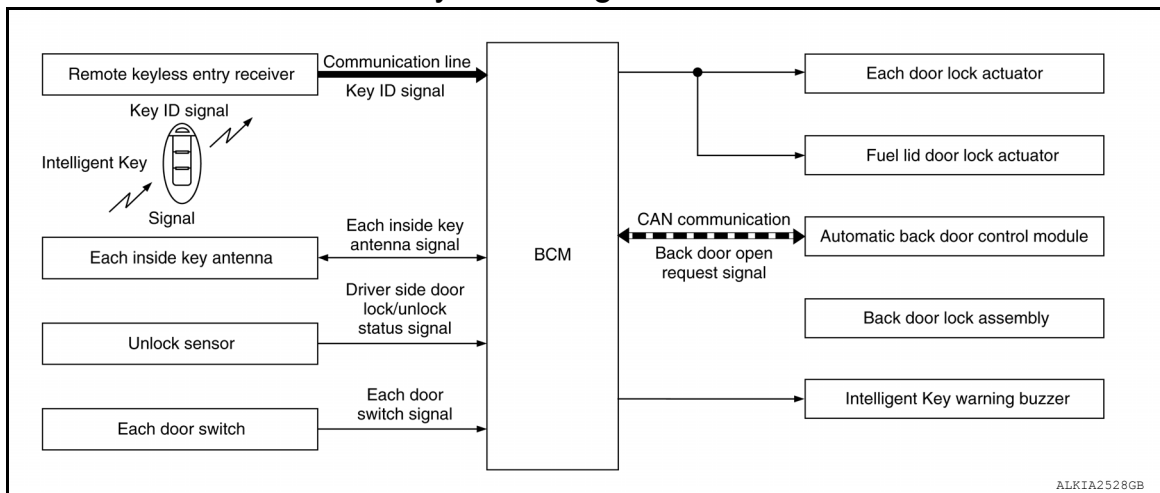 Remote keyless entry receiver
Communication line
Key ID signal
Key ID signal
Intelligent Key
Signal
Each inside key antenna
Each inside key
antenna signal
Unlock sensor
Driver side door
lock/unlock
status signal
Each door switch
Each door
switch signal
BCM
Each door lock actuator
Fuel lid door lock actuator
CAN communication
Back door open
request signal
Automatic back door control module
Back door lock assembly
Intelligent Key warning buzzer
ALKIA2528GB